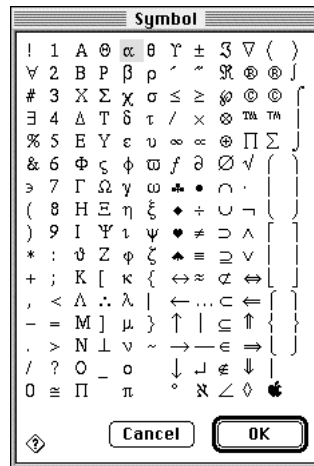 Symbol
! 1 Α Θ α θ ϒ ± ℑ ∇ 〈 〉
∀ 2 Β Ρ β ρ ′ ″ ℜ ® ® ⌠
# 3 Χ Σ χ σ ≤ ≥ ℘ © ©
∃ 4 Δ Τ δ τ ⁄ × ⊗ ™ ™
% 5 Ε Υ ε υ ∞ ∝ ⊕ ∏ ∑ ⌡
& 6 Φ ς φ ϖ ƒ ∂ ∅ √ ⎛ ⎞
∍ 7 Γ Ω γ ω ♣ • ∩ ⋅ ⎜ ⎟
( 8 Η Ξ η ξ ♦ ÷ ∪ ¬ ⎝ ⎠
) 9 Ι Ψ ι ψ ♥ ≠ ⊃ ∧ ⎡ ⎤
* : ϑ Ζ ϕ ζ ♠ ≡ ⊇ ∨ ⎢ ⎥
+ ; Κ [ κ { ↔ ≈ ⊄ ⇔ ⎣ ⎦
, < Λ ∴ λ | ← … ⊂ ⇐ ⎧ ⎫
− = Μ ] μ } ↑ | ⊆ ⇑ ⎨ ⎬
. > Ν ⊥ ν ~ → — ∈ ⇒ ⎩ ⎭
/ ? Ο _ ο ↓ ↵ ∉ ⇓ |
0 ≅ Π π ° ℵ ∠ ◊ 
? Cancel OK